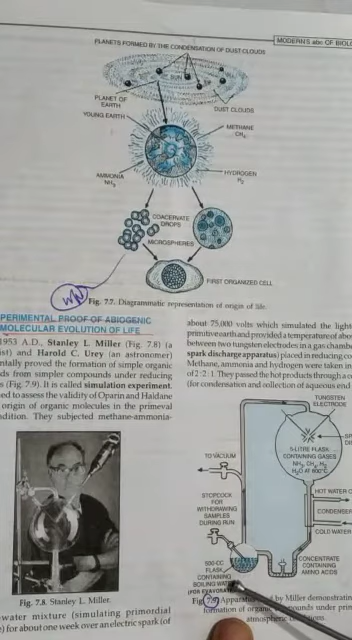 MODERN'S abc OF BIOL
PLANETS FORMED BY THE CONDENSATION OF DUST CLOUDS
SUN
PLANET OF
EARTH
DUST CLOUDS
YOUNG EARTH
METHANE
CH4
AMMONIA
NH3
HYDROGEN
H2
COACERVATE
DROPS
MICROSPHERES
FIRST ORGANIZED CELL
Fig. 7.7. Diagrammatic representation of origin of life.
PERIMENTAL PROOF OF ABIOGENIC
MOLECULAR EVOLUTION OF LIFE
1953 A.D., Stanley L. Miller (Fig. 7.8) (a
ist) and Harold C. Urey (an astronomer)
ntally proved the formation of simple organic
ds from simpler compounds under reducing
s (Fig. 7.9). It is called simulation experiment.
ed to assess the validity of Oparin and Haldane
origin of organic molecules in the primeval
ndition. They subjected methane-ammonia-
Fig. 7.8. Stanley L. Miller.
water mixture (simulating primordial
) for about one week over an electric spark (of
about 75,000 volts which simulated the light
primitive earth and provided a temperature of abou
between two tungsten electrodes in a gas chambe
spark discharge apparatus) placed in reducing co
Methane, ammonia and hydrogen were taken in
of 2 : 2 : 1. They passed the hot products through a co
(for condensation and collection of aqueous end
TUNGSTEN
ELECTRODE
5-LITRE FLASK
CONTAINING GASES
NH3, CH4, H2
H2O AT 800°C
TO VACUUM
STOPCOCK
FOR
WITHDRAWING
SAMPLES
DURING RUN
HOT WATER
CONDENSER
COLD WATER
500-CC
FLASK
CONTAINING
BOILING WATER
CONCENTRATE
CONTAINING
AMINO ACIDS
Fig. Appara by Miller demonstratin
formation of organic compounds under prim
atmospheric conditions